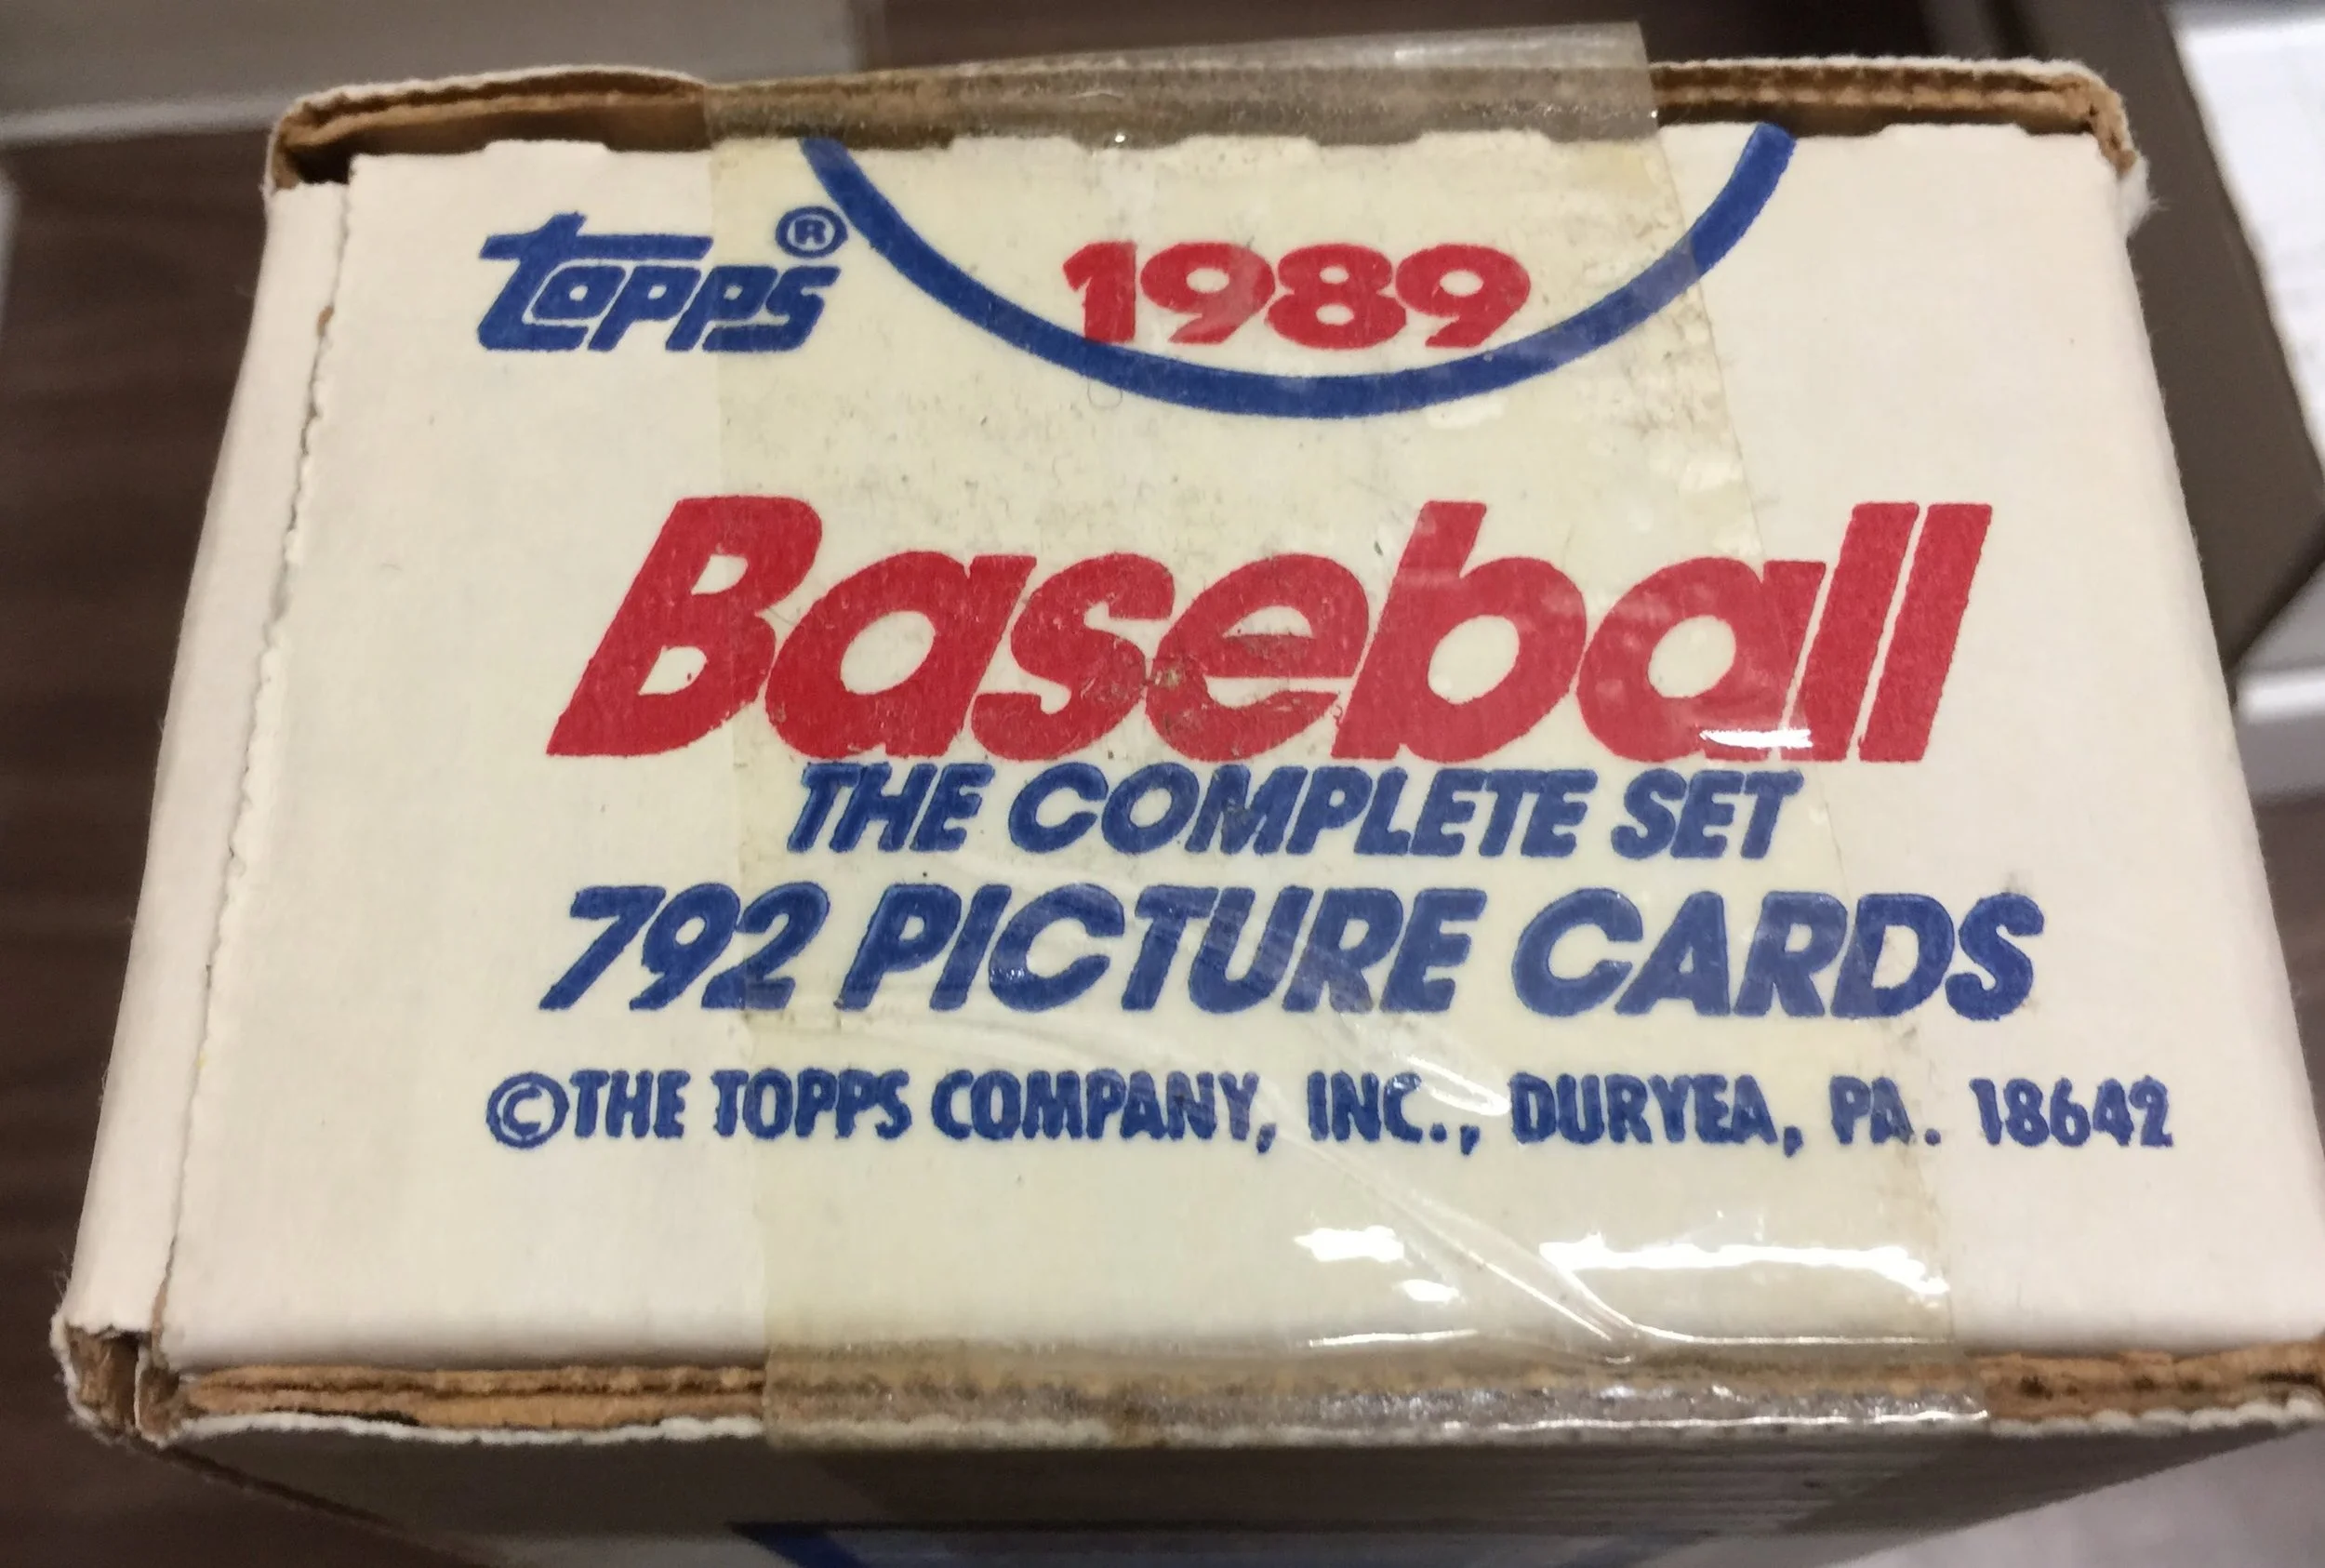 Topps®
1989
Baseball
THE COMPLETE SET
792 PICTURE CARDS
©THE TOPPS COMPANY, INC., DURYEA, PA. 18642